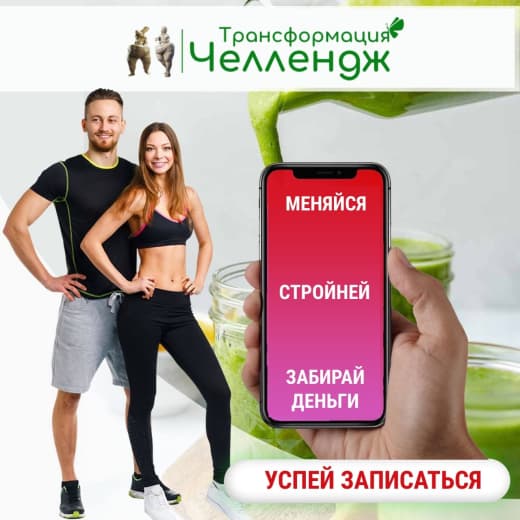 Трансформация
Челлендж
МЕНЯЙСЯ
СТРОЙНЕЙ
ЗАБИРАЙ
ДЕНЬГИ
УСПЕЙ ЗАПИСАТЬСЯ